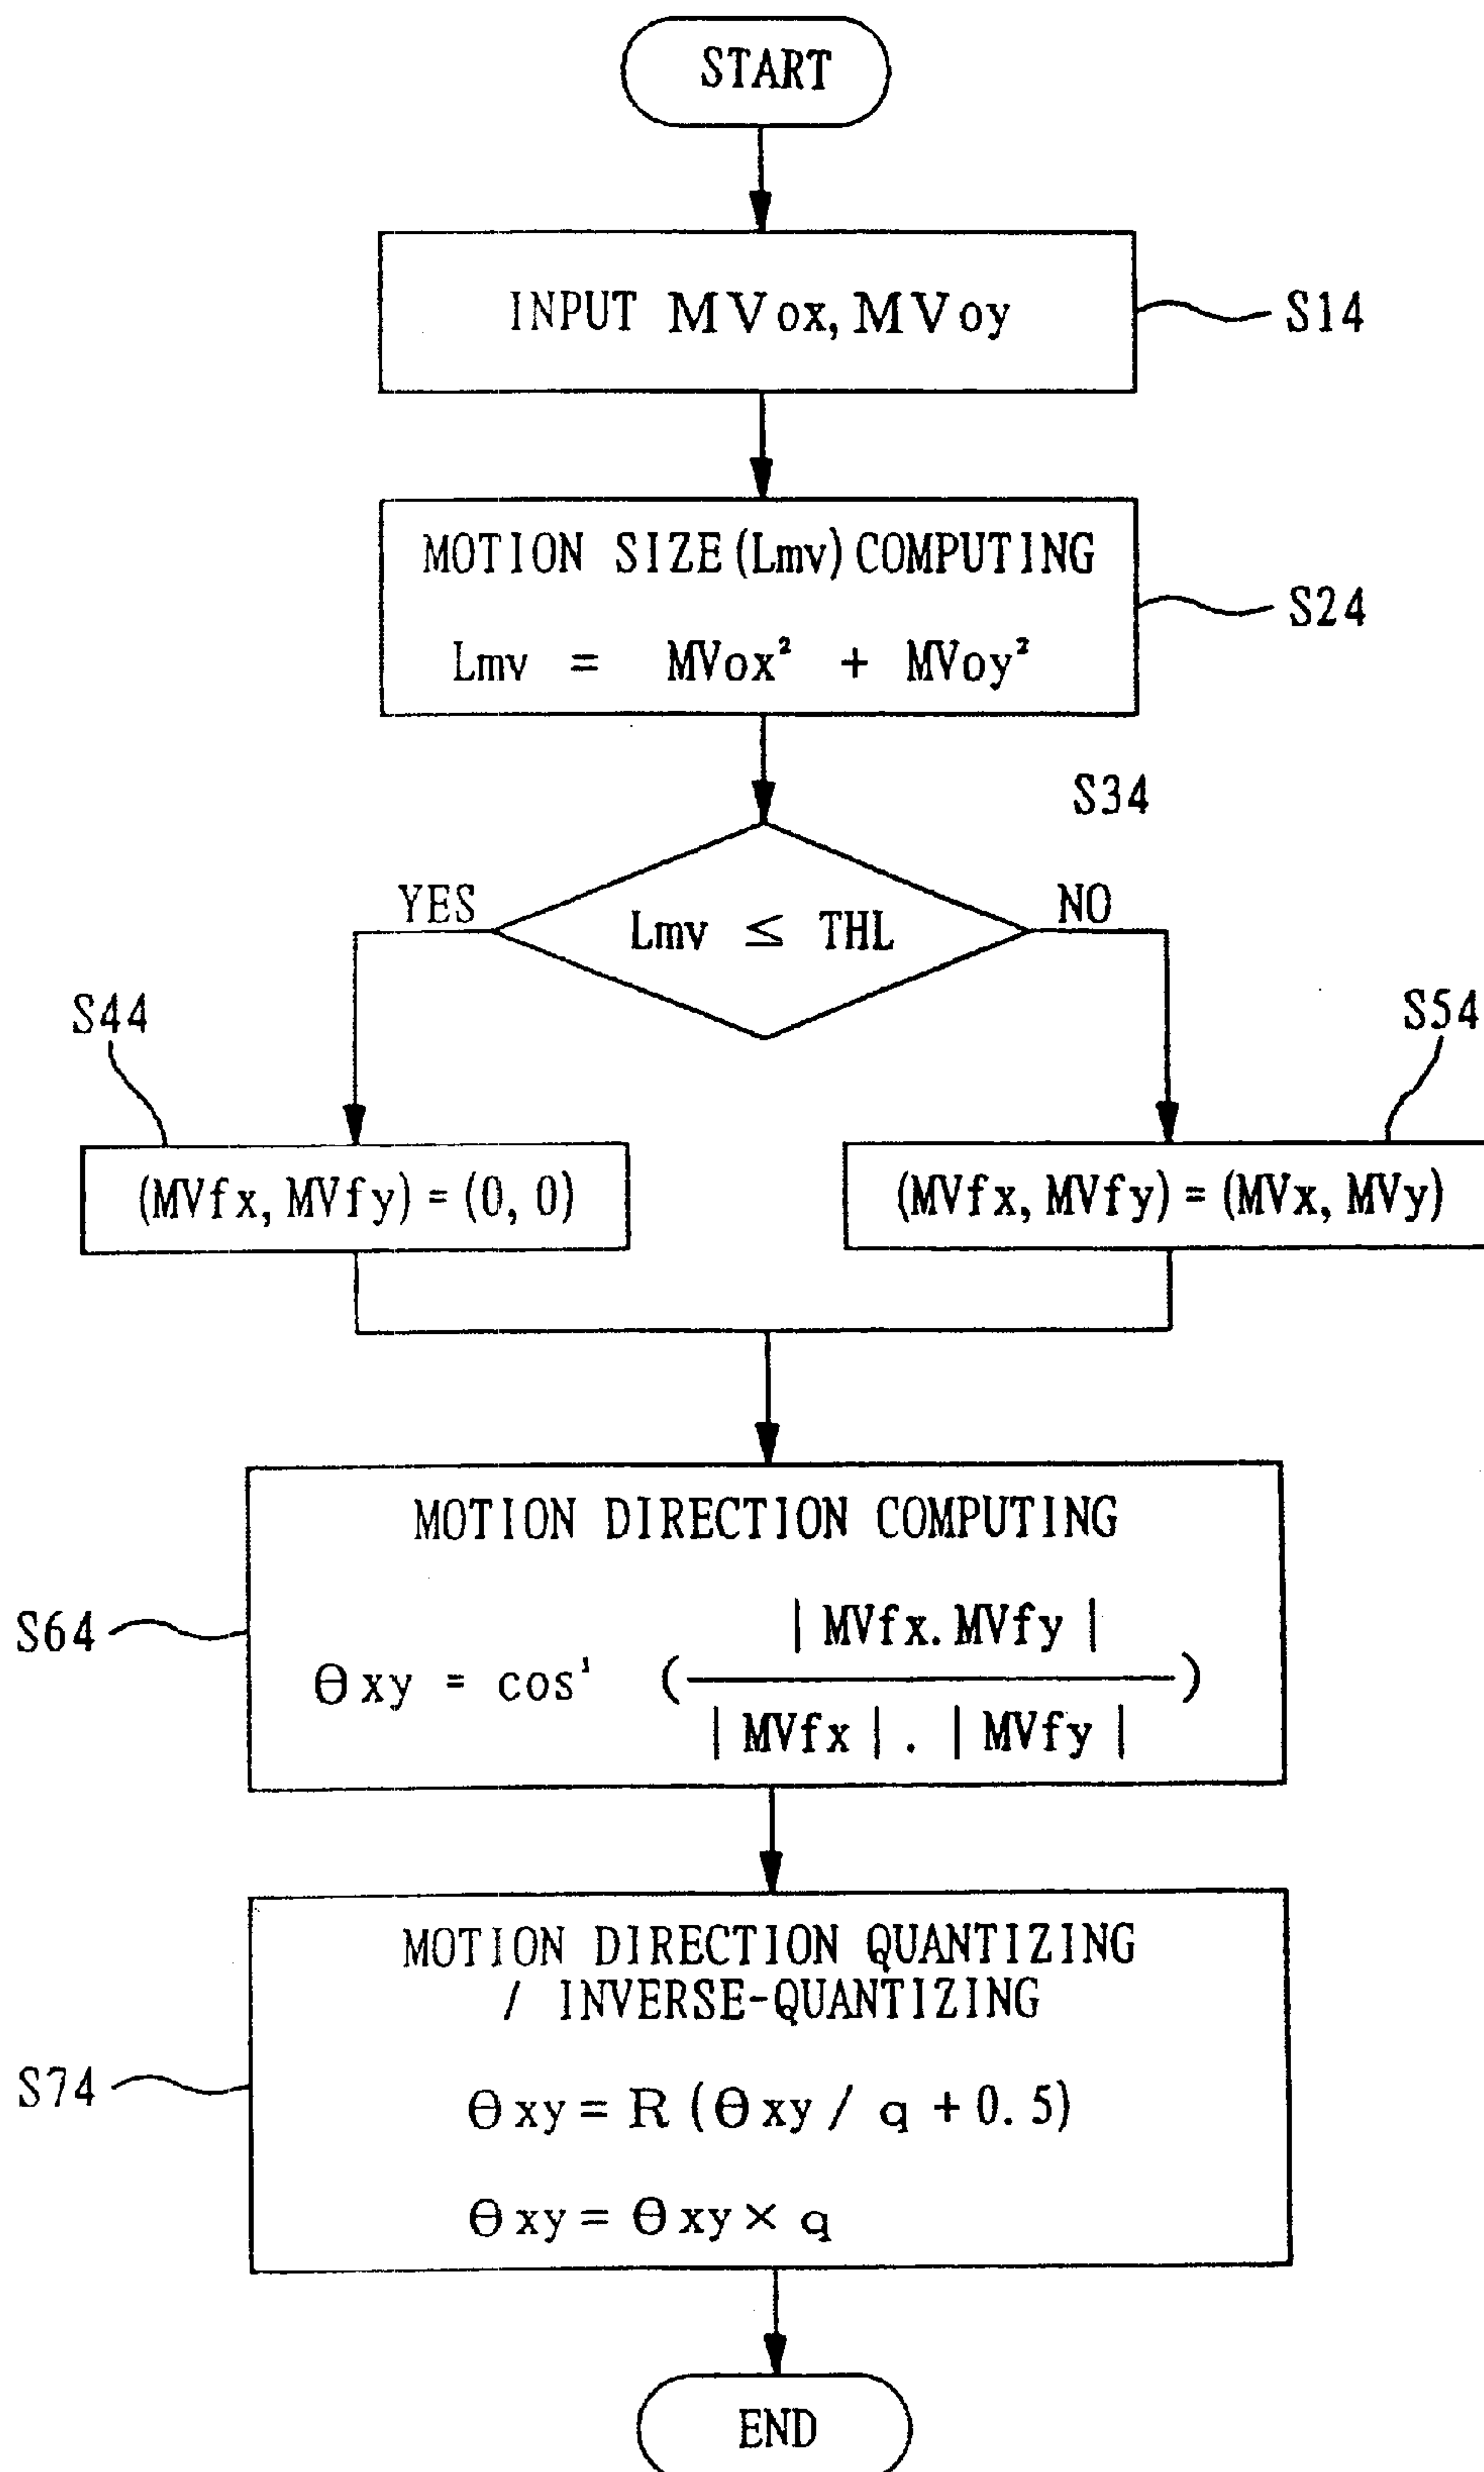 START
INPUT MVox, MVoy
S14
MOTION SIZE (Lmv) COMPUTING
Lmv = MVox² + MVoy²
S24
S34
YES
Lmv ≤ THL
NO
S44
S54
(MVfx, MVfy) = (0, 0)
(MVfx, MVfy) = (MVx, MVy)
MOTION DIRECTION COMPUTING
S64
| MVfx. MVfy |
θxy = cos¹ ( )
| MVfx | . | MVfy |
MOTION DIRECTION QUANTIZING
/ INVERSE-QUANTIZING
S74
θxy = R (θxy / q + 0.5)
θxy = θxy × q
END